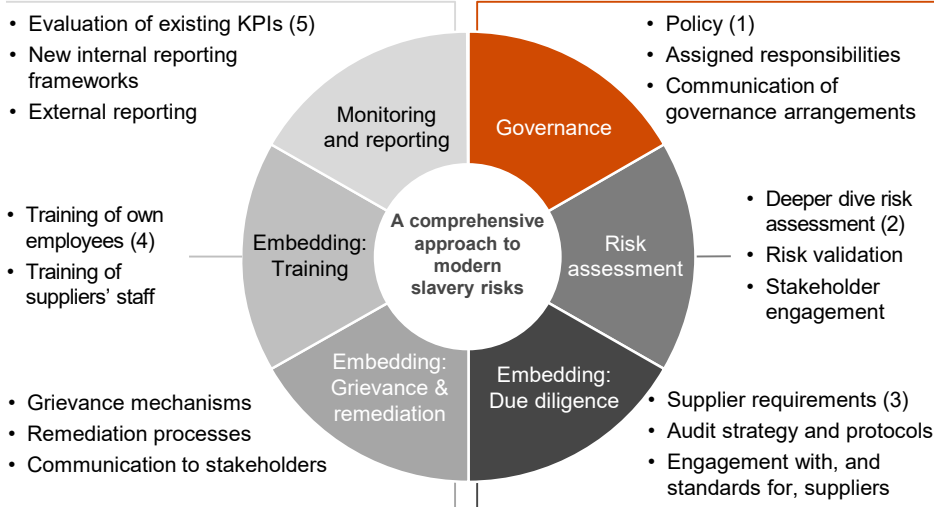 • Evaluation of existing KPIs (5)
• New internal reporting
frameworks
• External reporting
• Policy (1)
• Assigned responsibilities
• Communication of
governance arrangements
Monitoring
and reporting
Governance
• Training of own
employees (4)
• Training of
suppliers' staff
Embedding:
Training
A comprehensive
approach to
modern
slavery risks
Risk
assessment
• Deeper dive risk
assessment (2)
• Risk validation
• Stakeholder
engagement
Embedding:
Grievance &
remediation
Embedding:
Due diligence
• Grievance mechanisms
• Remediation processes
• Communication to stakeholders
• Supplier requirements (3)
• Audit strategy and protocols
• Engagement with, and
standards for, suppliers